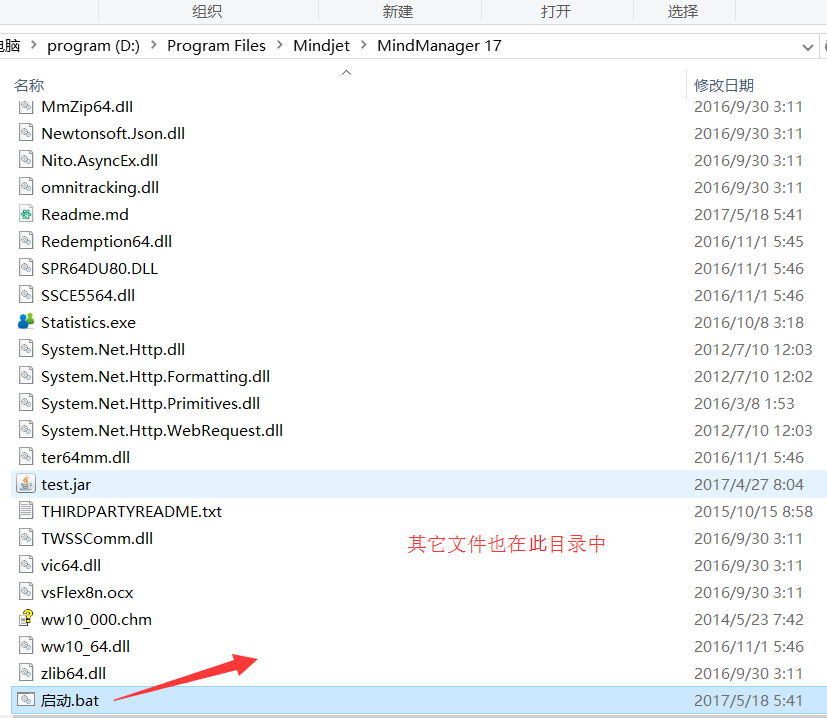 组织 新建 打开 选择
电脑 > program (D:) > Program Files > Mindjet > MindManager 17
名称 修改日期
MmZip64.dll 2016/9/30 3:11
Newtonsoft.Json.dll 2016/9/30 3:11
Nito.AsyncEx.dll 2016/9/30 3:11
omnitracking.dll 2016/9/30 3:11
Readme.md 2017/5/18 5:41
Redemption64.dll 2016/11/1 5:45
SPR64DU80.DLL 2016/11/1 5:46
SSCE5564.dll 2016/11/1 5:46
Statistics.exe 2016/10/8 3:18
System.Net.Http.dll 2012/7/10 12:03
System.Net.Http.Formatting.dll 2012/7/10 12:02
System.Net.Http.Primitives.dll 2016/3/8 1:53
System.Net.Http.WebRequest.dll 2012/7/10 12:03
ter64mm.dll 2016/11/1 5:46
test.jar 2017/4/27 8:04
THIRDPARTYREADME.txt 2015/10/15 8:58
TWSSComm.dll 2016/9/30 3:11
其它文件也在此目录中
vic64.dll 2016/9/30 3:11
vsFlex8n.ocx 2016/9/30 3:11
ww10_000.chm 2014/5/23 7:42
ww10_64.dll 2016/11/1 5:46
zlib64.dll 2016/9/30 3:11
启动.bat 2017/5/18 5:41